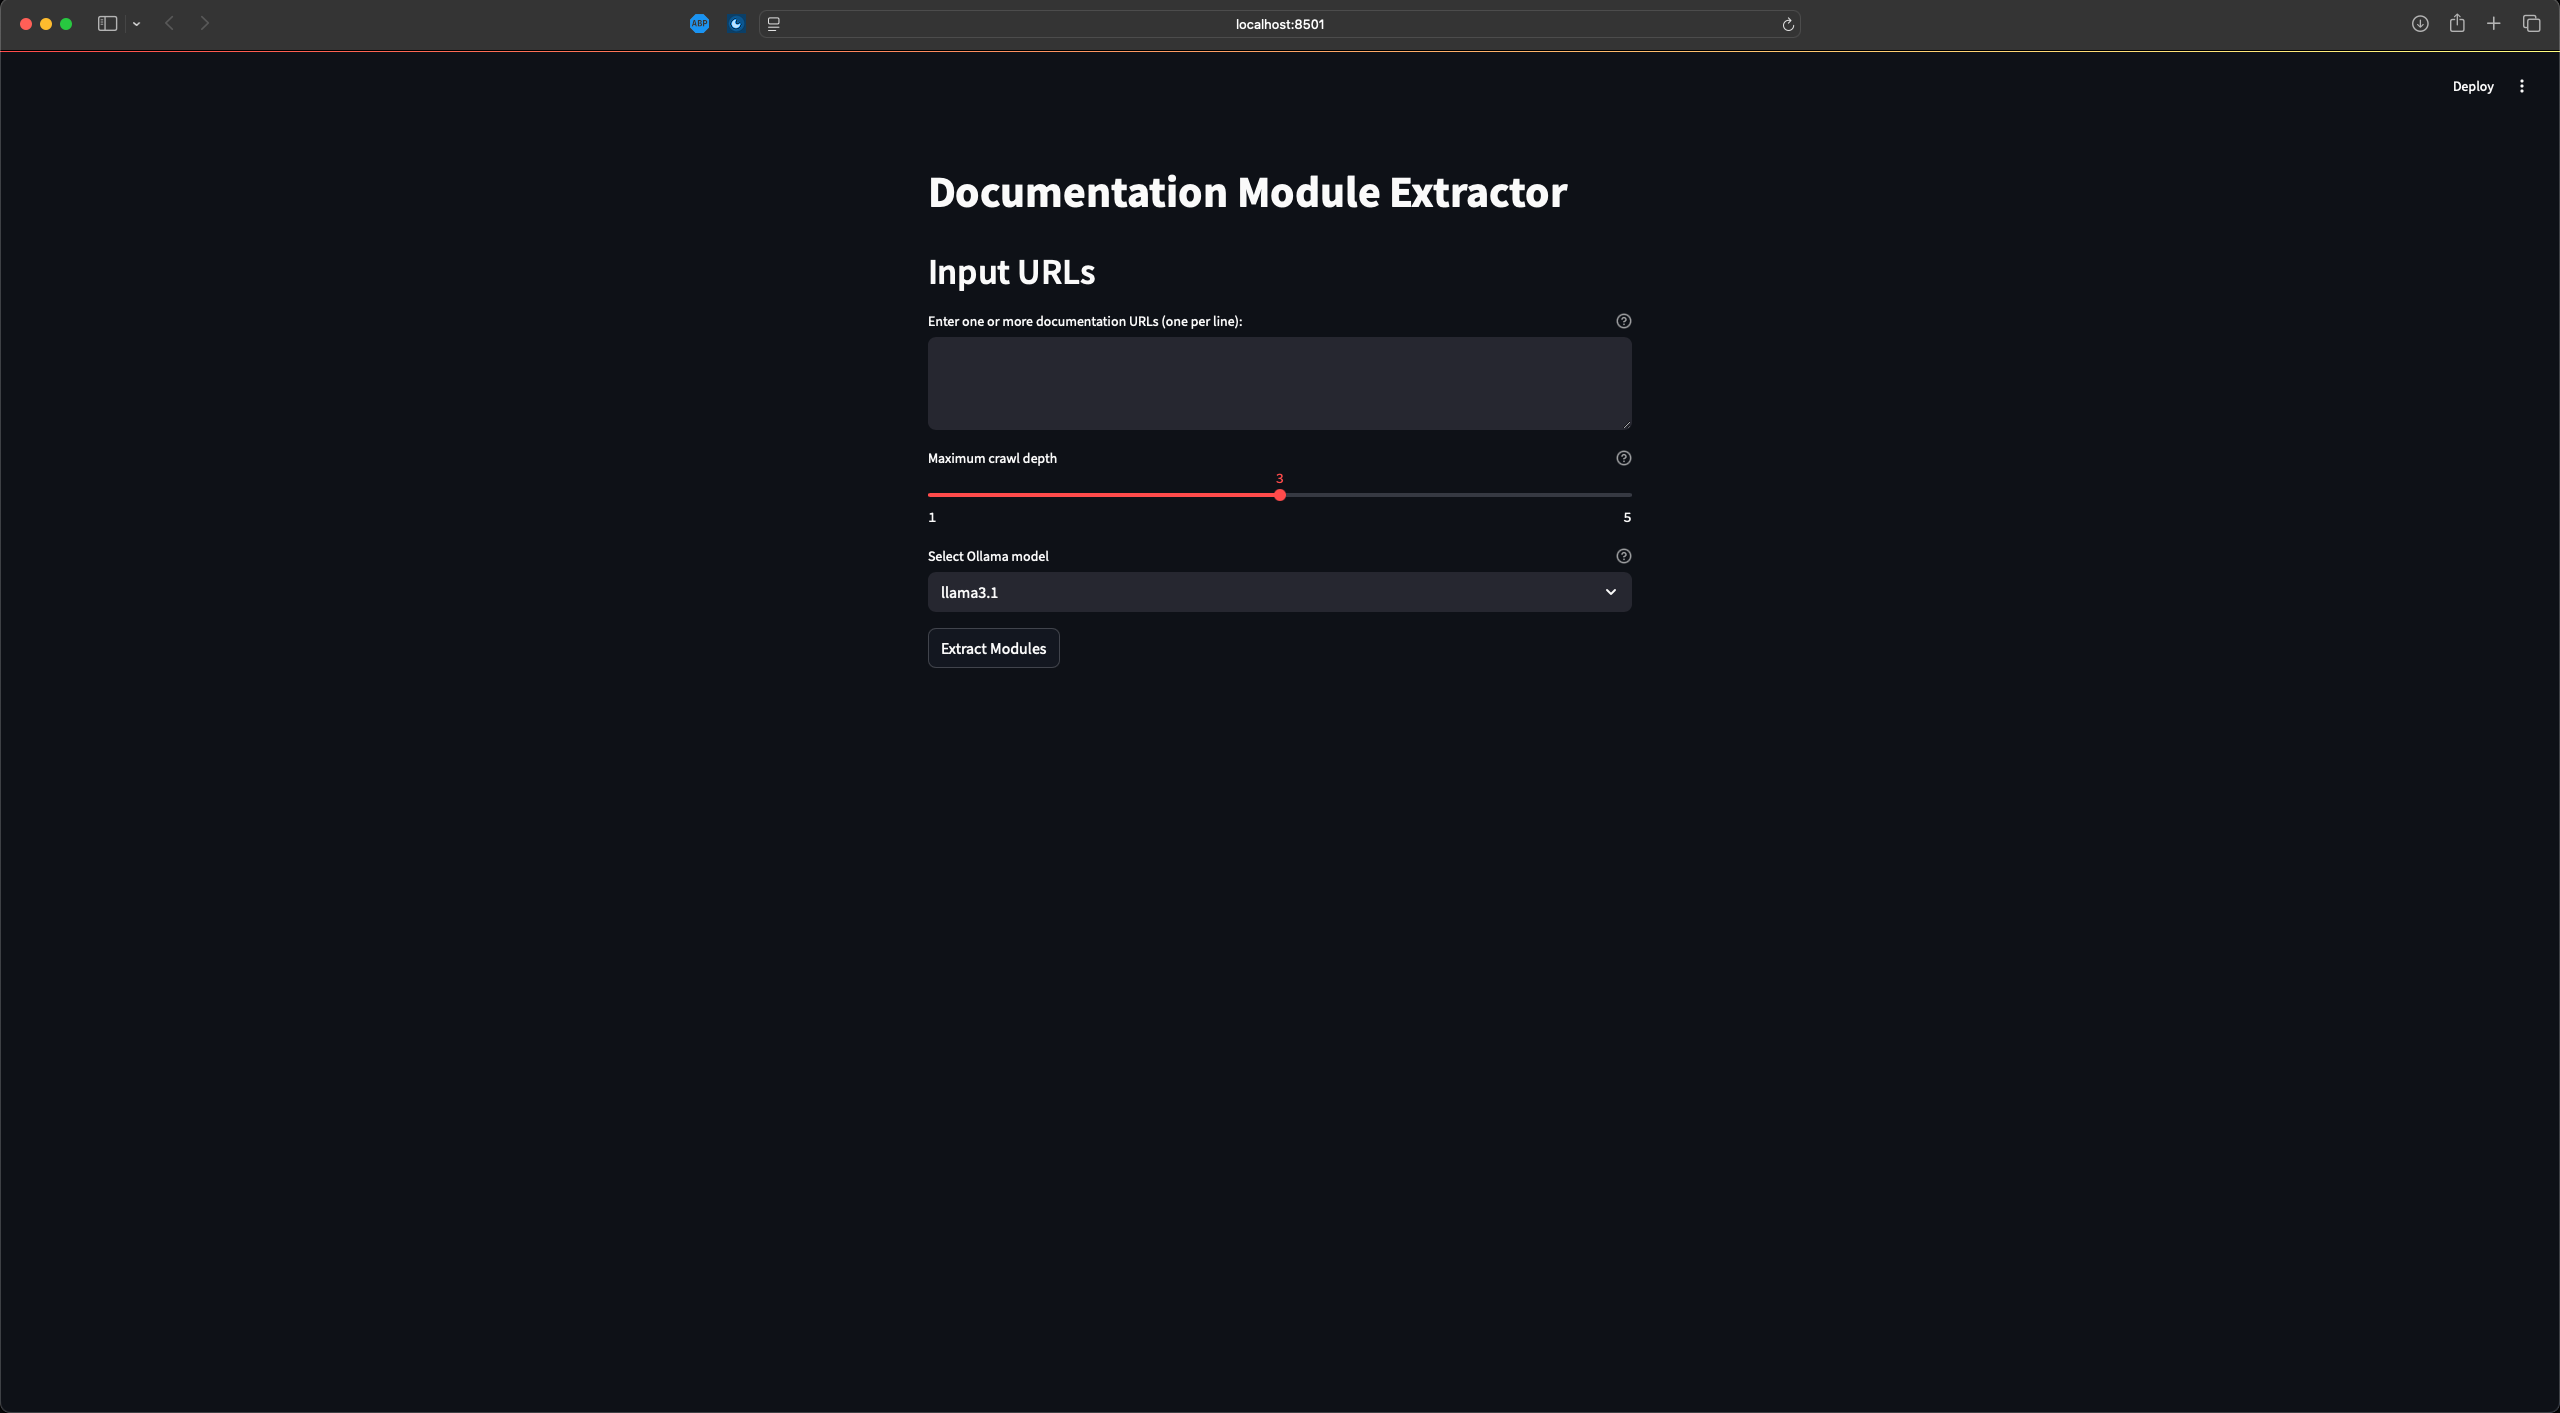 ABP
localhost:8501
Deploy
Documentation Module Extractor
Input URLs
Enter one or more documentation URLs (one per line):
Maximum crawl depth
3
1 5
Select Ollama model
llama3.1
Extract Modules